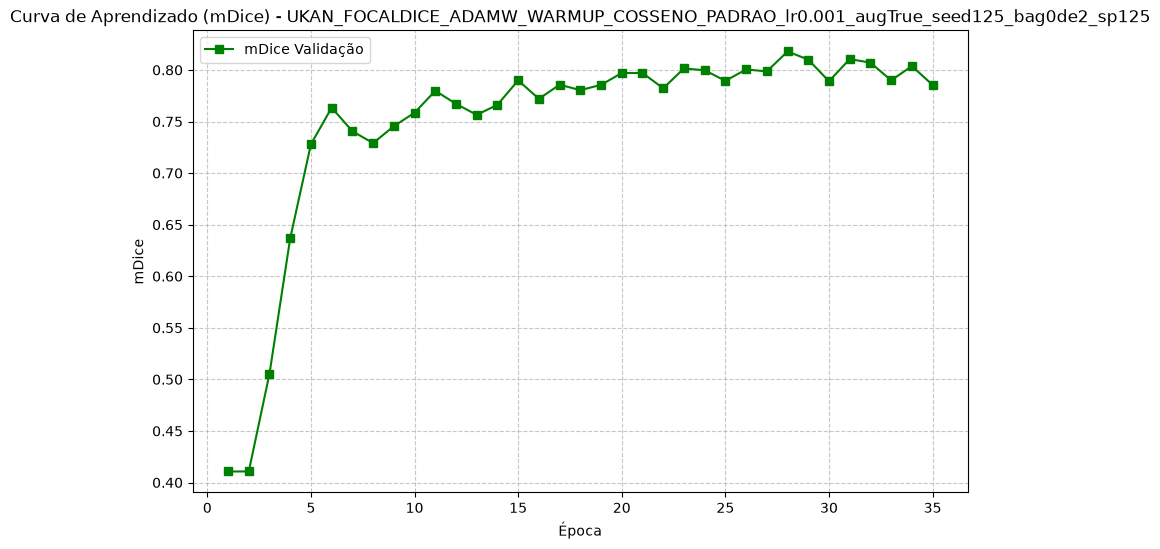 Curva de Aprendizado (mDice) - UKAN_FOCALDICE_ADAMW_WARMUP_COSSENO_PADRAO_lr0.001_augTrue_seed125_bag0de2_sp125
mDice Validação
0.80
0.75
0.70
0.65
0.60
0.55
0.50
0.45
0.40
mDice
0 5 10 15 20 25 30 35
Época